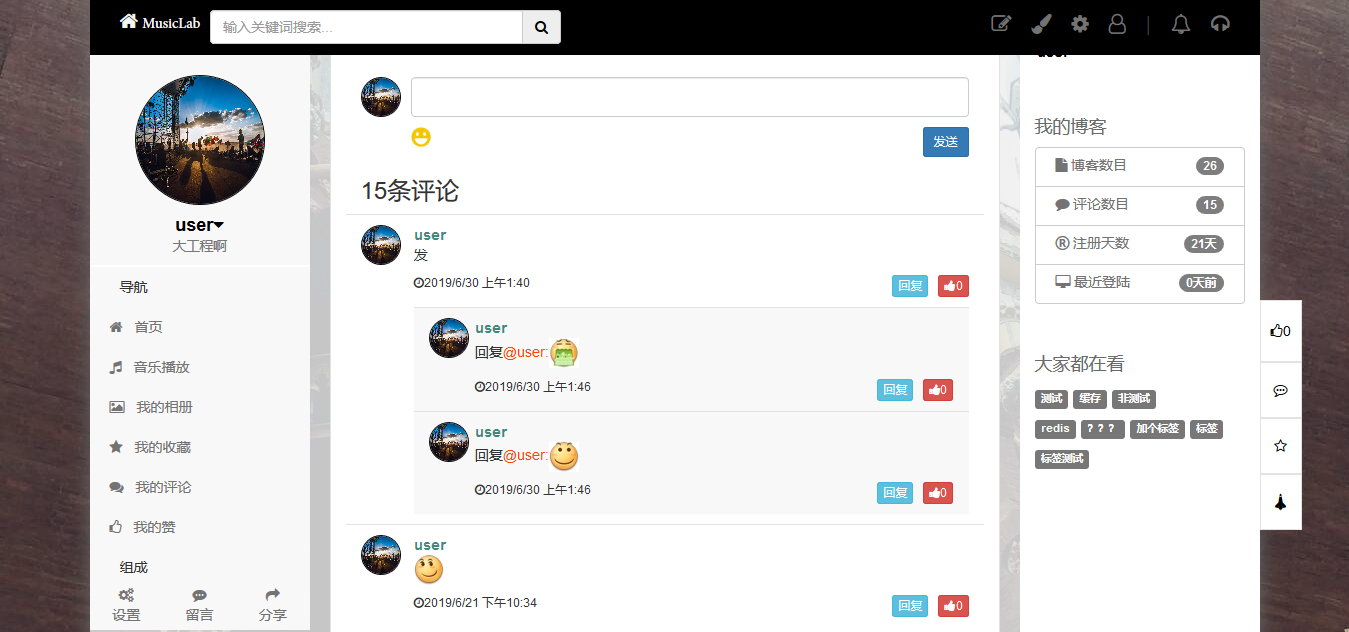 MusicLab
输入关键词搜索...
|
user
大工程啊
导航
首页
音乐播放
我的相册
我的收藏
我的评论
我的赞
组成
设置 留言 分享
发送
15条评论
user
发
2019/6/30 上午1:40
回复 0
user
回复@user:
2019/6/30 上午1:46
回复 0
user
回复@user:
2019/6/30 上午1:46
回复 0
user
2019/6/21 下午10:34
回复 0
user
我的博客
博客数目 26
评论数目 15
®注册天数 21天
最近登陆 0天前
大家都在看
测试 缓存 非测试
redis ？？？ 加个标签 标签
标签测试
0